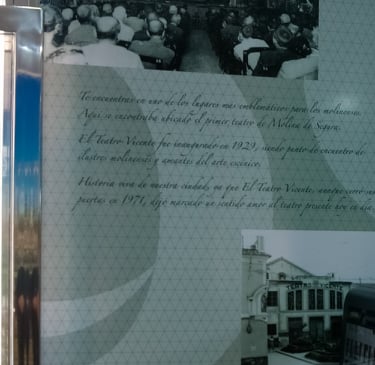 Te encuentras en uno de los lugares más emblemáticos para los molinenses.
Aquí se encontraba ubicado el primer teatro de Molina de Segura.
El Teatro Vicente fue inaugurado en 1929, siendo punto de encuentro de
ilustres molinenses y amantes del arte escénico.
Historia viva de nuestra ciudad, ya que El Teatro Vicente, aunque cerró sus
puertas en 1971, dejó marcado un sentido amor al teatro presente hoy en día.
TEATRO VICENTE